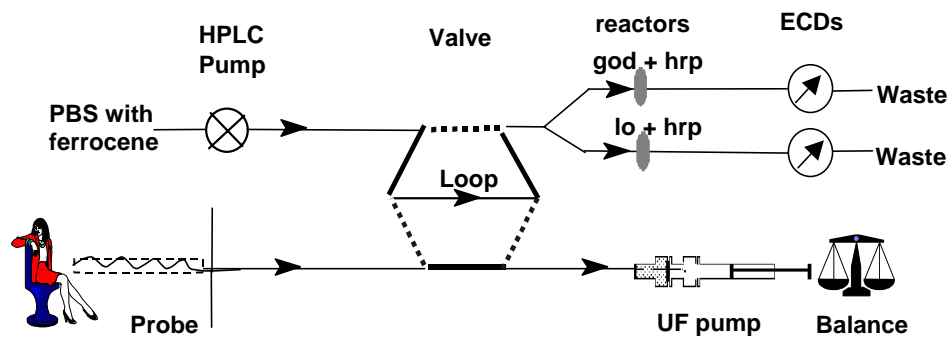 HPLC
Pump
Valve
reactors
ECDs
god + hrp
PBS with
ferrocene
Waste
lo + hrp
Waste
Loop
Probe
UF pump
Balance